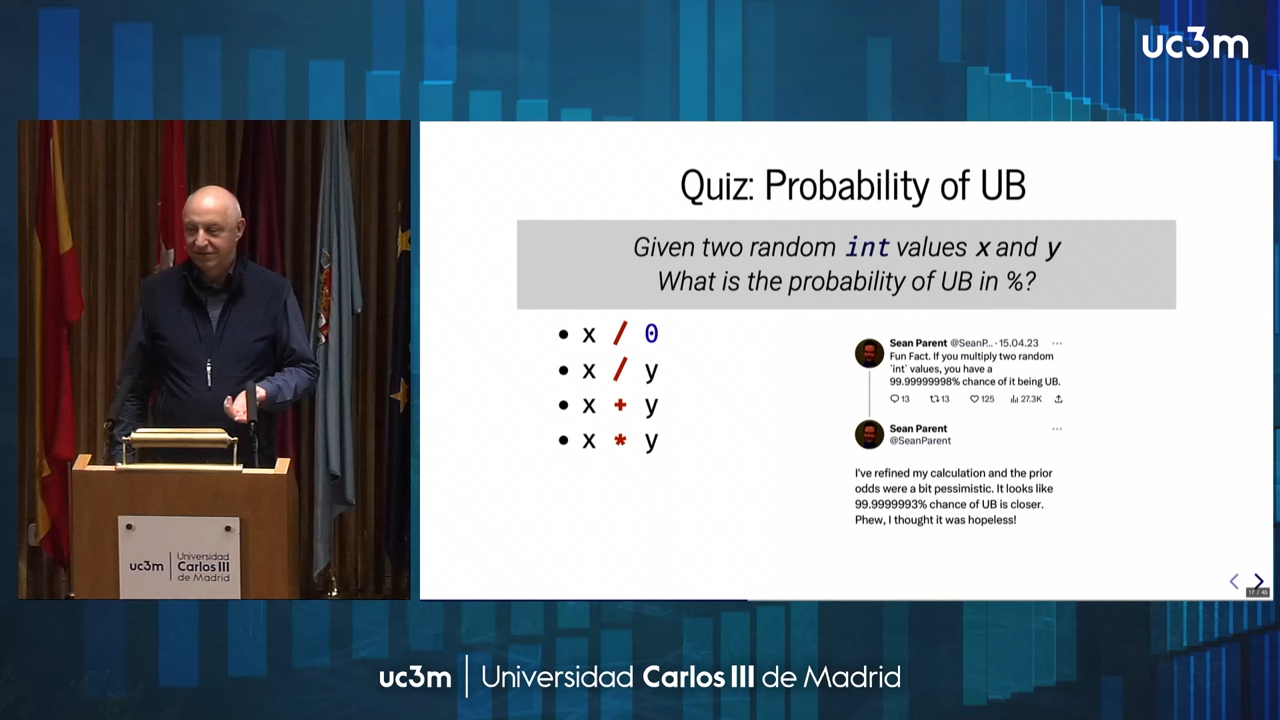 uc3m
Quiz: Probability of UB
Given two random int values x and y
What is the probability of UB in %?
• x / 0
• x / y
• x + y
• x * y
Sean Parent @SeanP... · 15.04.23
Fun Fact. If you multiply two random
`int` values, you have a
99.99999998% chance of it being UB.
13 13 125 27.3K
Sean Parent
@SeanParent
I've refined my calculation and the prior
odds were a bit pessimistic. It looks like
99.9999993% chance of UB is closer.
Phew, I thought it was hopeless!
17 / 45
uc3m
Universidad
Carlos III
de Madrid
uc3m | Universidad Carlos III de Madrid